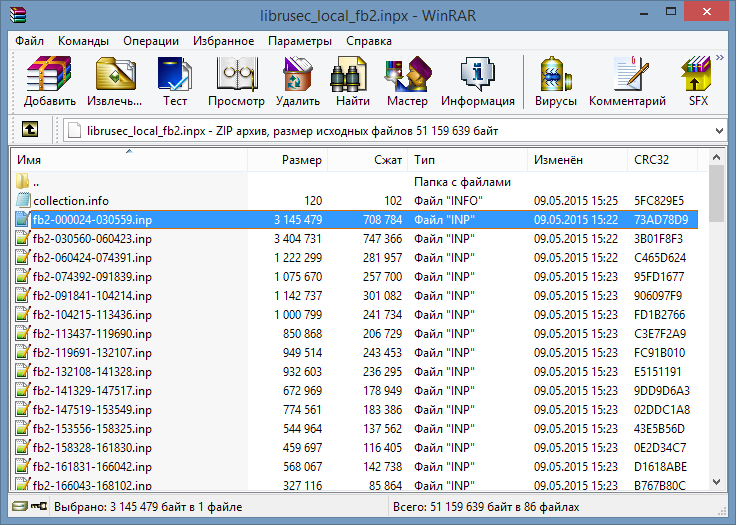 librusec_local_fb2.inpx - WinRAR
Файл Команды Операции Избранное Параметры Справка
Добавить Извлечь... Тест Просмотр Удалить Найти Мастер Информация Вирусы Комментарий SFX
librusec_local_fb2.inpx - ZIP архив, размер исходных файлов 51 159 639 байт
Имя Размер Сжат Тип Изменён CRC32
.. Папка с файлами
collection.info 120 102 Файл "INFO" 09.05.2015 15:25 5FC829E5
fb2-000024-030559.inp 3 145 479 708 784 Файл "INP" 09.05.2015 15:22 73AD78D9
fb2-030560-060423.inp 3 404 731 747 366 Файл "INP" 09.05.2015 15:22 3B01F8F3
fb2-060424-074391.inp 1 222 299 281 957 Файл "INP" 09.05.2015 15:22 C465D624
fb2-074392-091839.inp 1 075 670 257 700 Файл "INP" 09.05.2015 15:23 95FD1677
fb2-091841-104214.inp 1 142 737 301 082 Файл "INP" 09.05.2015 15:23 906097F9
fb2-104215-113436.inp 1 000 799 241 734 Файл "INP" 09.05.2015 15:23 FD1B2766
fb2-113437-119690.inp 850 868 206 729 Файл "INP" 09.05.2015 15:23 C3E7F2A9
fb2-119691-132107.inp 949 514 243 453 Файл "INP" 09.05.2015 15:23 FC91B010
fb2-132108-141328.inp 932 603 236 295 Файл "INP" 09.05.2015 15:23 E5151191
fb2-141329-147517.inp 672 969 178 949 Файл "INP" 09.05.2015 15:23 9DD9D6A3
fb2-147519-153549.inp 774 561 183 386 Файл "INP" 09.05.2015 15:23 02DDC1A8
fb2-153556-158325.inp 544 964 137 562 Файл "INP" 09.05.2015 15:23 43E5B56D
fb2-158328-161830.inp 459 697 116 405 Файл "INP" 09.05.2015 15:23 0E2D34C7
fb2-161831-166042.inp 568 067 142 738 Файл "INP" 09.05.2015 15:23 D1618ABE
fb2-166043-168102.inp 327 116 85 864 Файл "INP" 09.05.2015 15:23 B767B80C
Выбрано: 3 145 479 байт в 1 файле Всего: 51 159 639 байт в 86 файлах